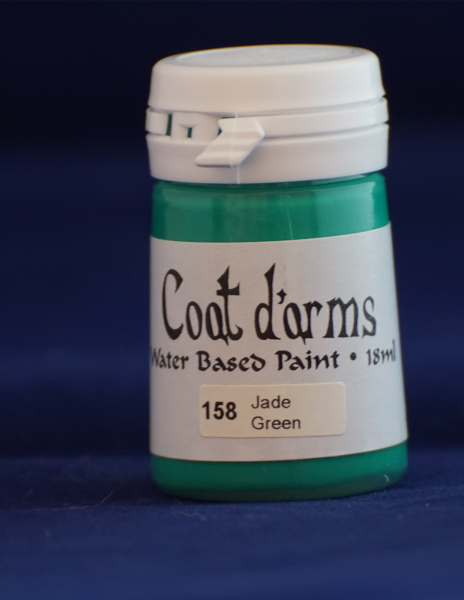 Coat d'arms
Water Based Paint • 18ml
158 Jade
Green